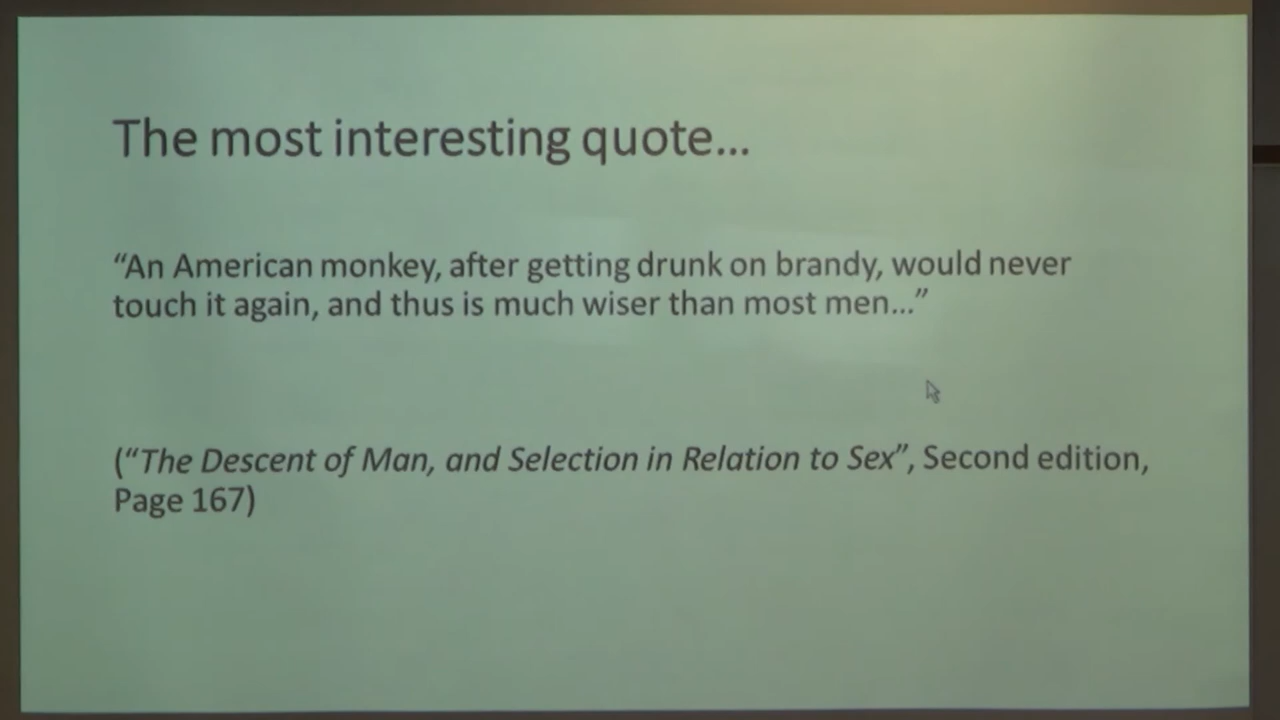 The most interesting quote...
“An American monkey, after getting drunk on brandy, would never
touch it again, and thus is much wiser than most men...”
(“The Descent of Man, and Selection in Relation to Sex”, Second edition,
Page 167)